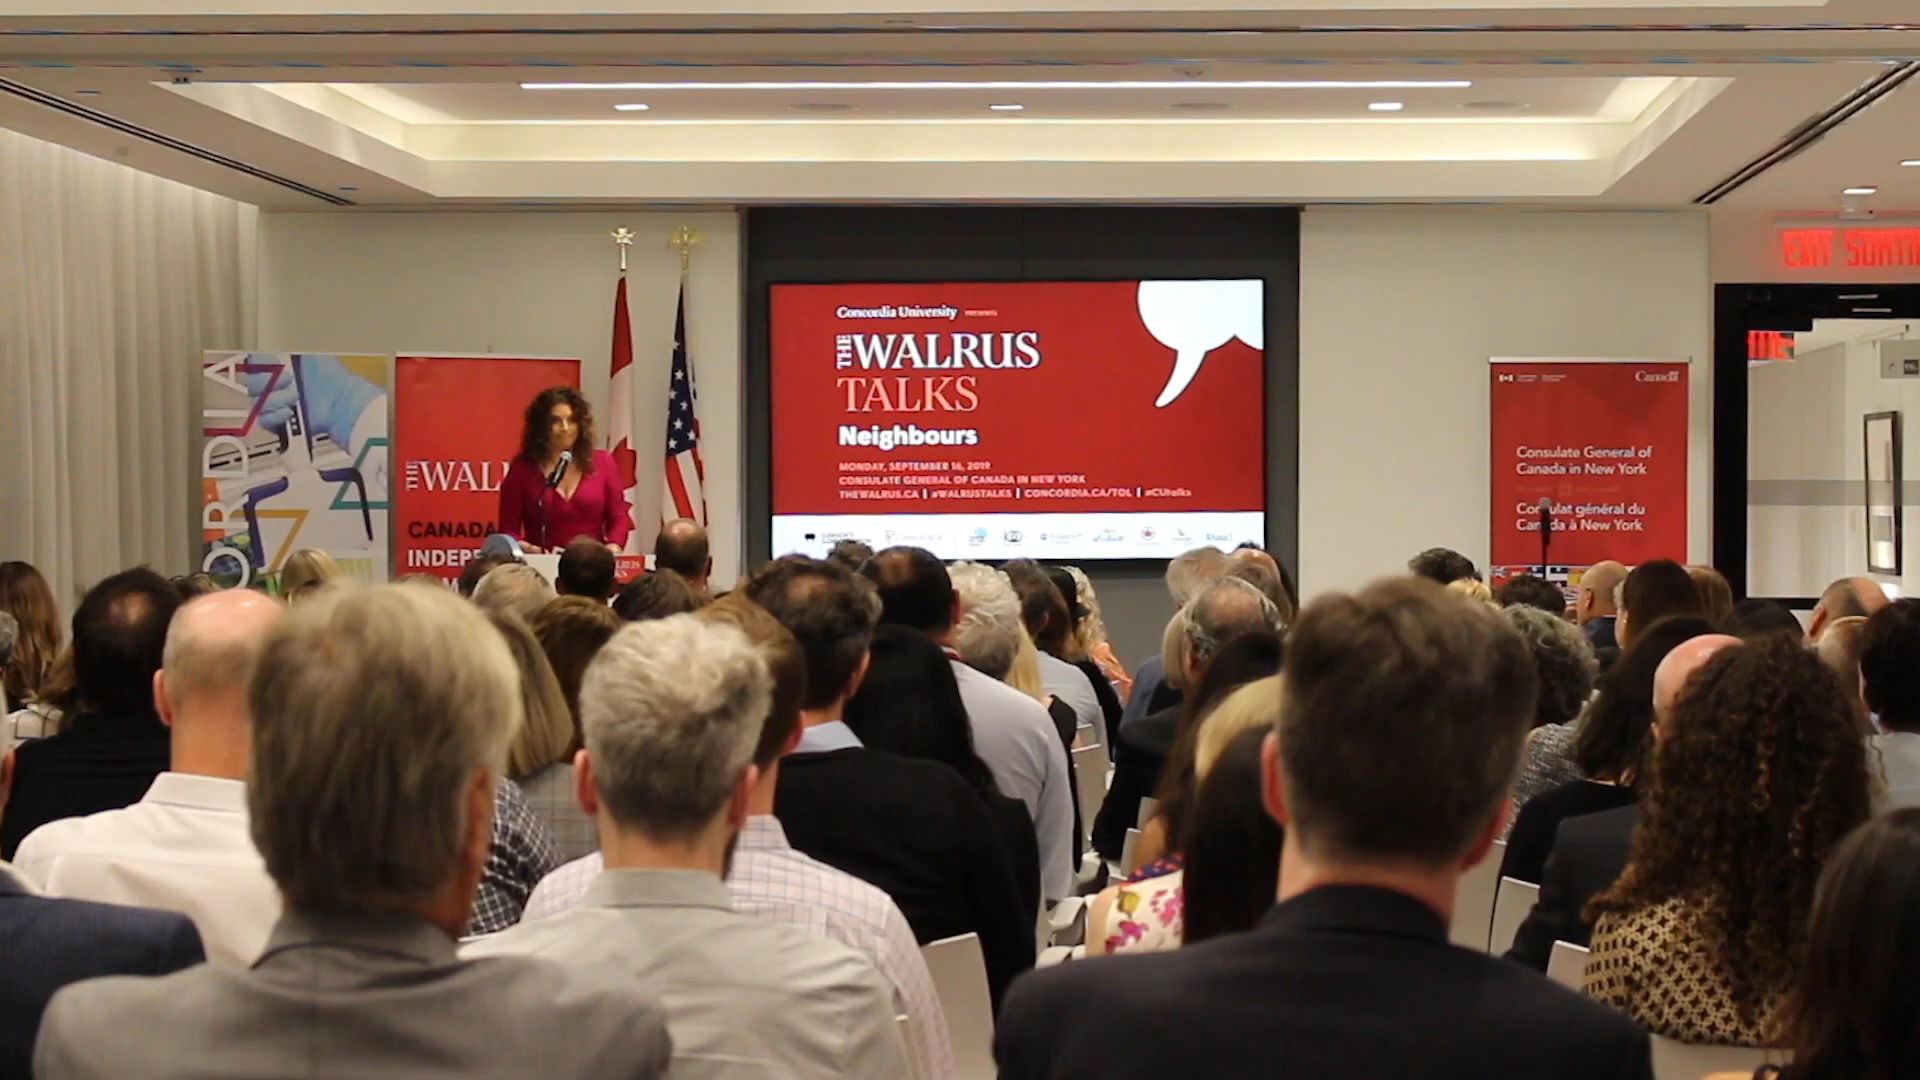 EXIT SORTIE
Concordia University PRESENTS
THE WALRUS
TALKS
Neighbours
MONDAY, SEPTEMBER 16, 2019
CONSULATE GENERAL OF CANADA IN NEW YORK
THEWALRUS.CA | #WALRUSTALKS | CONCORDIA.CA/TOL | #CUtalks
ORDIA
THE WAL
CANADA
INDEP
Canada
Consulate General of
Canada in New York
Consulat général du
Canada à New York